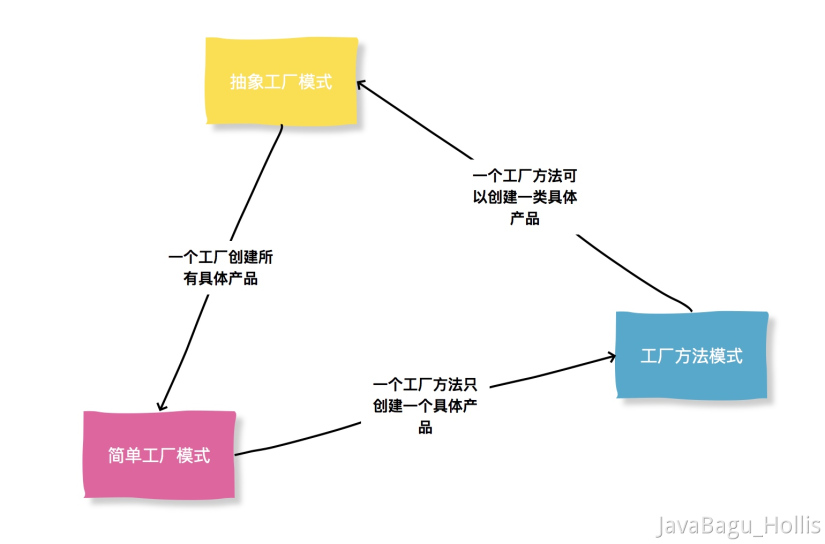 抽象工厂模式
一个工厂方法可
以创建一类具体
产品
一个工厂创建所
有具体产品
工厂方法模式
一个工厂方法只
创建一个具体产
品
简单工厂模式
JavaBagu_Hollis